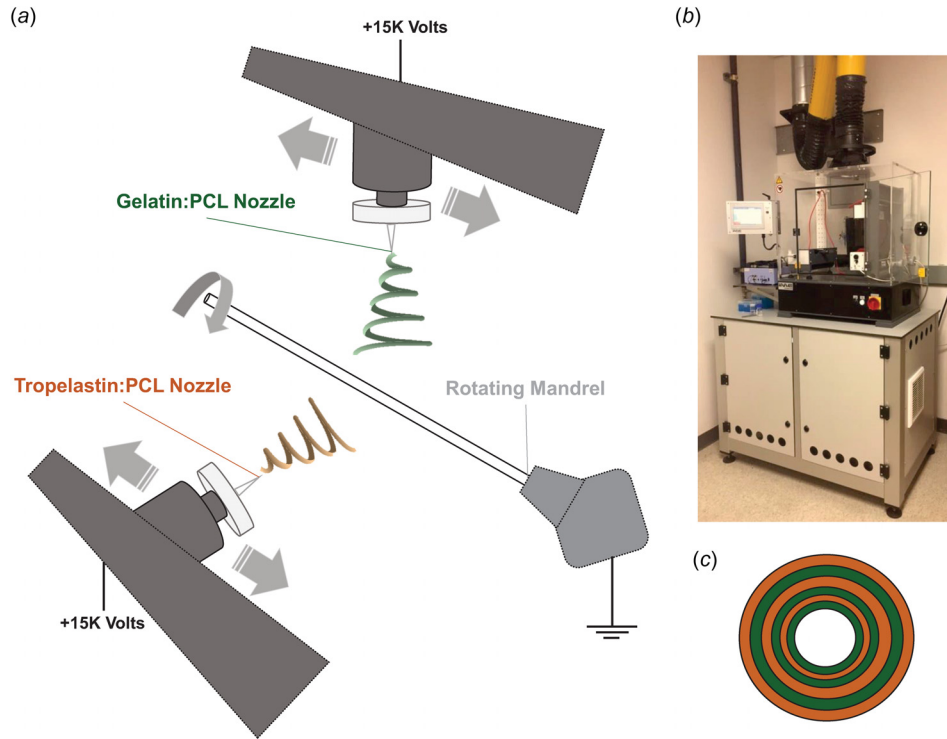 (a)
+15K Volts
(b)
Gelatin:PCL Nozzle
Tropelastin:PCL Nozzle
Rotating Mandrel
+15K Volts
(c)